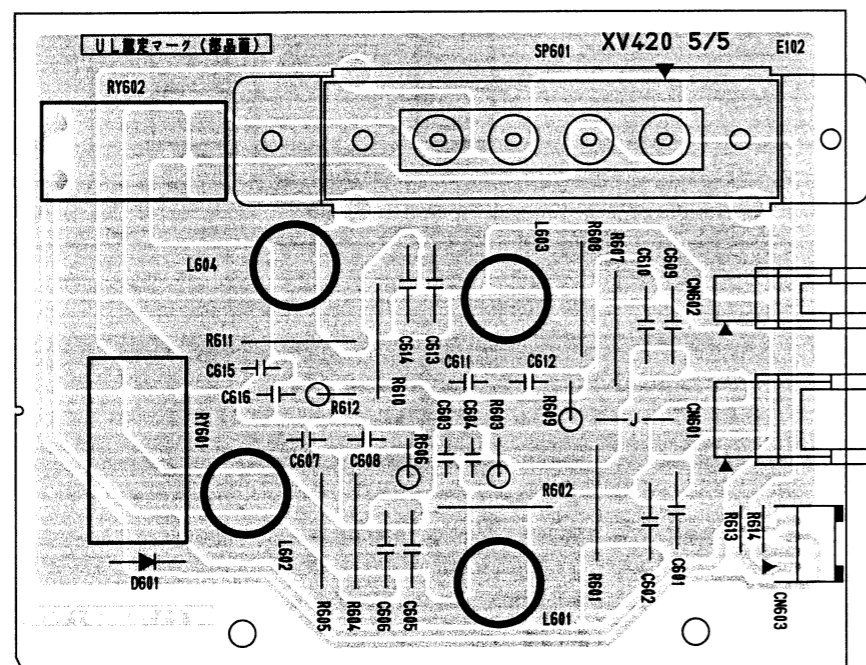 UL認定マーク(部品面)
SP601
XV420 5/5
E102
RY602
L604
L603
R608
R607
C610
C609
CN602
R611
C614
C613
C615
C611
C612
C616
R612
R610
R609
J
CN601
RY601
C603
C604
R603
R606
C607
C608
R602
L602
D601
R613
R614
R605
R604
C606
C605
L601
R601
C602
C601
CN603